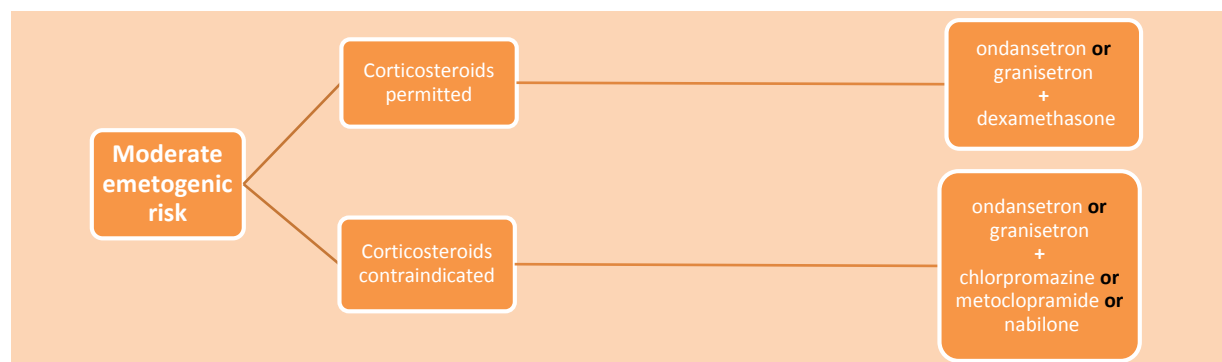 Moderate
emetogenic
risk
Corticosteroids
permitted
ondansetron or
granisetron
+
dexamethasone
Corticosteroids
contraindicated
ondansetron or
granisetron
+
chlorpromazine or
metoclopramide or
nabilone